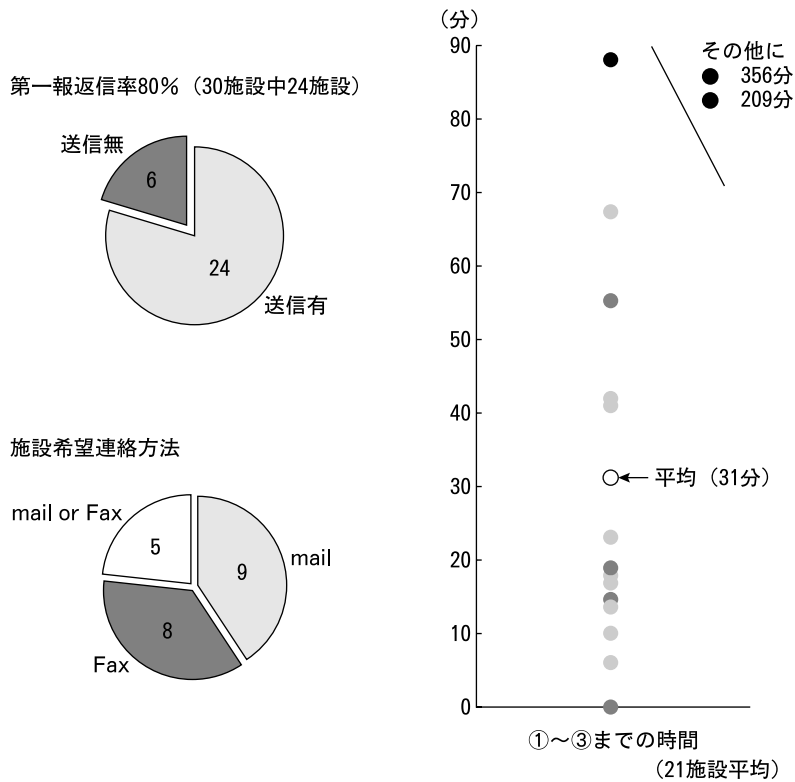 第一報返信率80%（30施設中24施設）
送信無
6
24
送信有
施設希望連絡方法
mail or Fax
5
9
mail
8
Fax
（分）
90
80
70
60
50
40
30
20
10
0
その他に
356分
209分
平均（31分）
①〜③までの時間
（21施設平均）